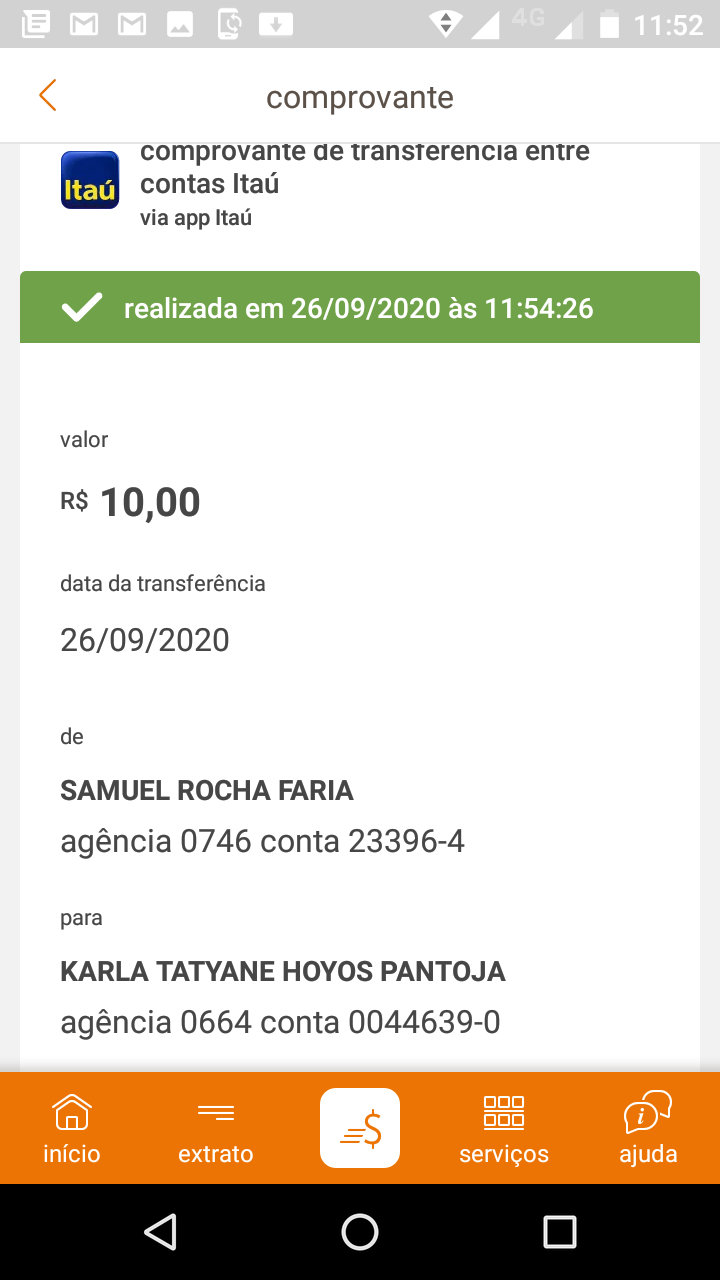 4G 11:52
comprovante
comprovante de transferência entre
contas Itaú
Itaú
via app Itaú
realizada em 26/09/2020 às 11:54:26
valor
R$ 10,00
data da transferência
26/09/2020
de
SAMUEL ROCHA FARIA
agência 0746 conta 23396-4
para
KARLA TATYANE HOYOS PANTOJA
agência 0664 conta 0044639-0
início extrato serviços ajuda